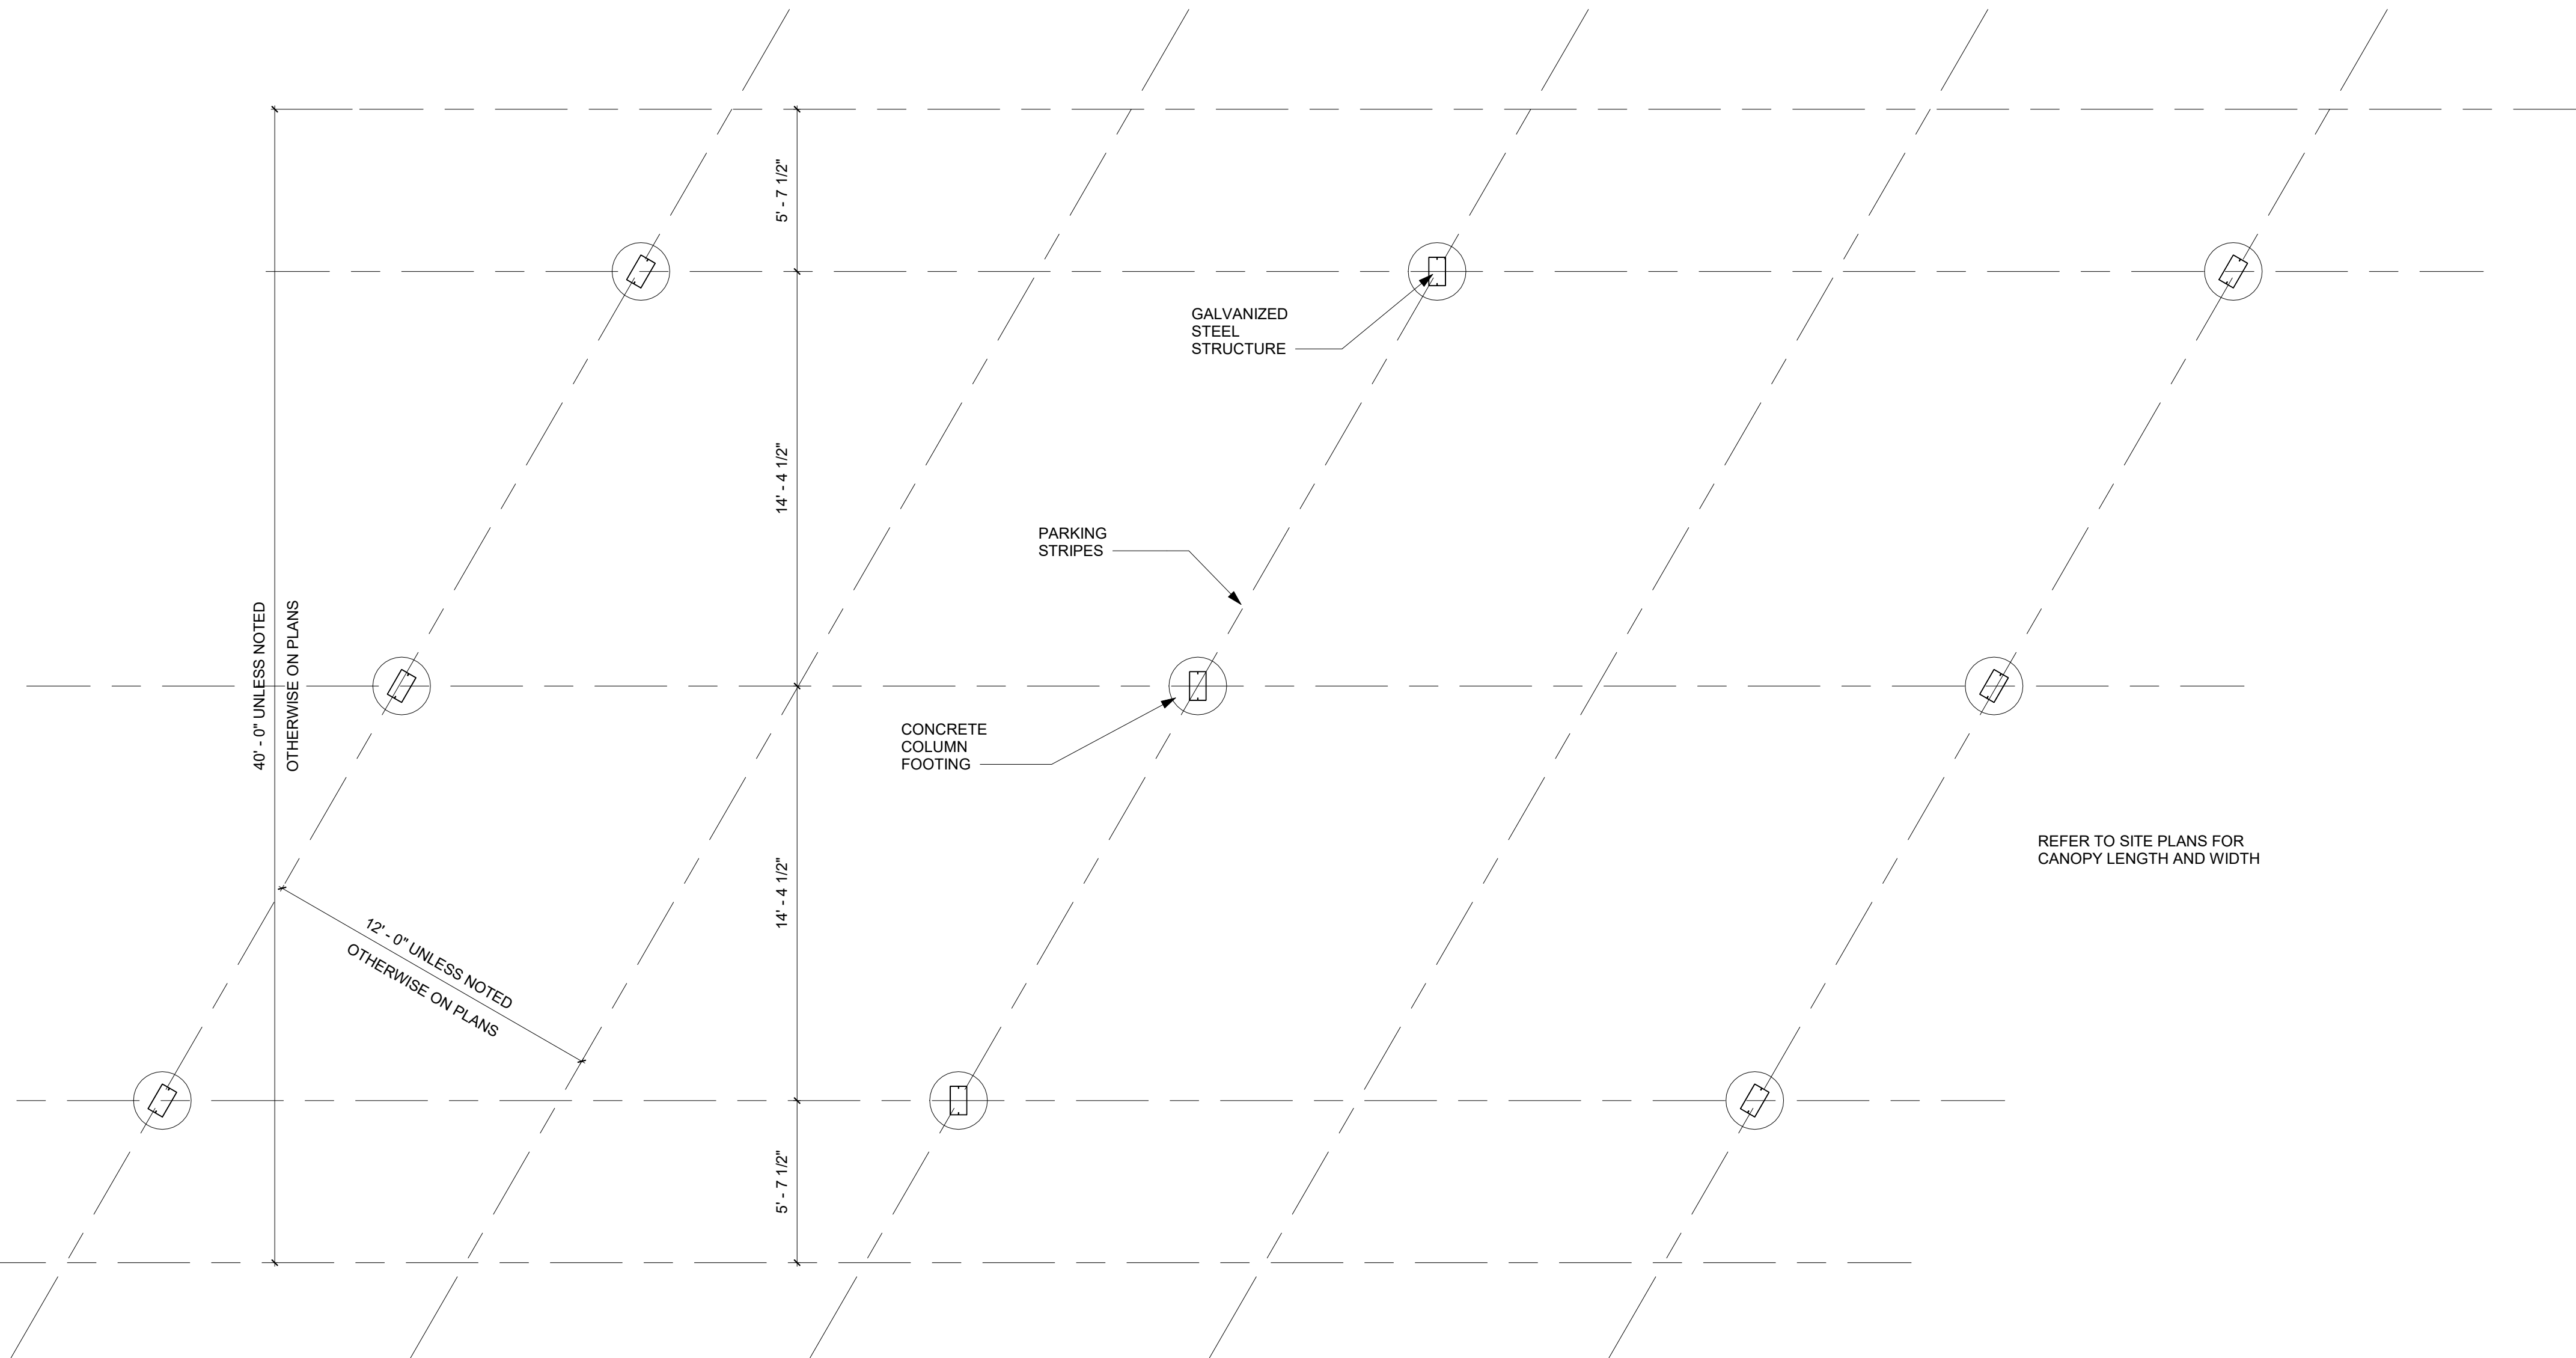 5' - 7 1/2"
GALVANIZED
STEEL
STRUCTURE
14' - 4 1/2"
PARKING
STRIPES
40' - 0" UNLESS NOTED
OTHERWISE ON PLANS
CONCRETE
COLUMN
FOOTING
REFER TO SITE PLANS FOR
CANOPY LENGTH AND WIDTH
14' - 4 1/2"
12' - 0" UNLESS NOTED
OTHERWISE ON PLANS
5' - 7 1/2"